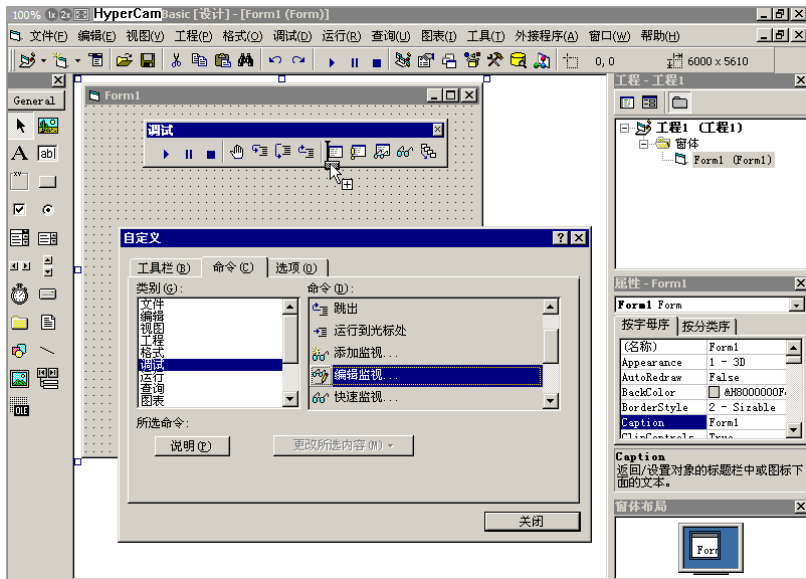 100% 1x 2x HyperCam Basic [设计] - [Form1 (Form)]
文件(F) 编辑(E) 视图(V) 工程(P) 格式(O) 调试(D) 运行(R) 查询(U) 图表(I) 工具(T) 外接程序(A) 窗口(W) 帮助(H)
0, 0 6000 x 5610
General
A ab|
XV
OLE
Form1
调试
自定义
工具栏(B) 命令(C) 选项(O)
类别(G): 命令(D):
文件
编辑
视图
工程
格式
调试
运行
查询
图表
跳出
运行到光标处
添加监视...
编辑监视...
快速监视...
所选命令:
说明(P) 更改所选内容(M)
关闭
工程 - 工程1
工程1 (工程1)
窗体
Form1 (Form1)
属性 - Form1
Form1 Form
按字母序 按分类序
(名称) Form1
Appearance 1 - 3D
AutoRedraw False
BackColor &H8000000F
BorderStyle 2 - Sizable
Caption Form1
ClipControls True
Caption
返回/设置对象的标题栏中或图标下
面的文本。
窗体布局
Form